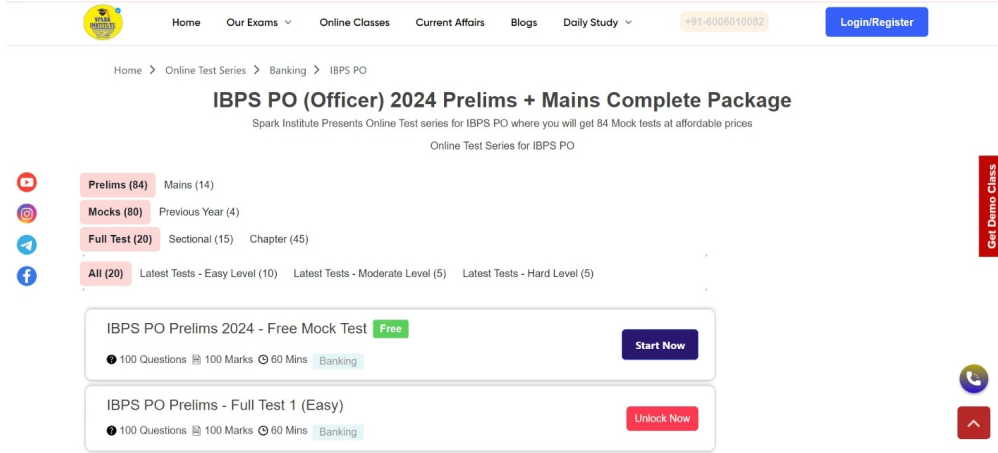 SPARK
INSTITUTE
Home Our Exams Online Classes Current Affairs Blogs Daily Study +91-6006010082 Login/Register
Home > Online Test Series > Banking > IBPS PO
IBPS PO (Officer) 2024 Prelims + Mains Complete Package
Spark Institute Presents Online Test series for IBPS PO where you will get 84 Mock tests at affordable prices
Online Test Series for IBPS PO
Prelims (84) Mains (14)
Mocks (80) Previous Year (4)
Full Test (20) Sectional (15) Chapter (45)
All (20) Latest Tests - Easy Level (10) Latest Tests - Moderate Level (5) Latest Tests - Hard Level (5)
IBPS PO Prelims 2024 - Free Mock Test Free
Start Now
100 Questions 100 Marks 60 Mins Banking
IBPS PO Prelims - Full Test 1 (Easy)
Unlock Now
100 Questions 100 Marks 60 Mins Banking
Get Demo Class